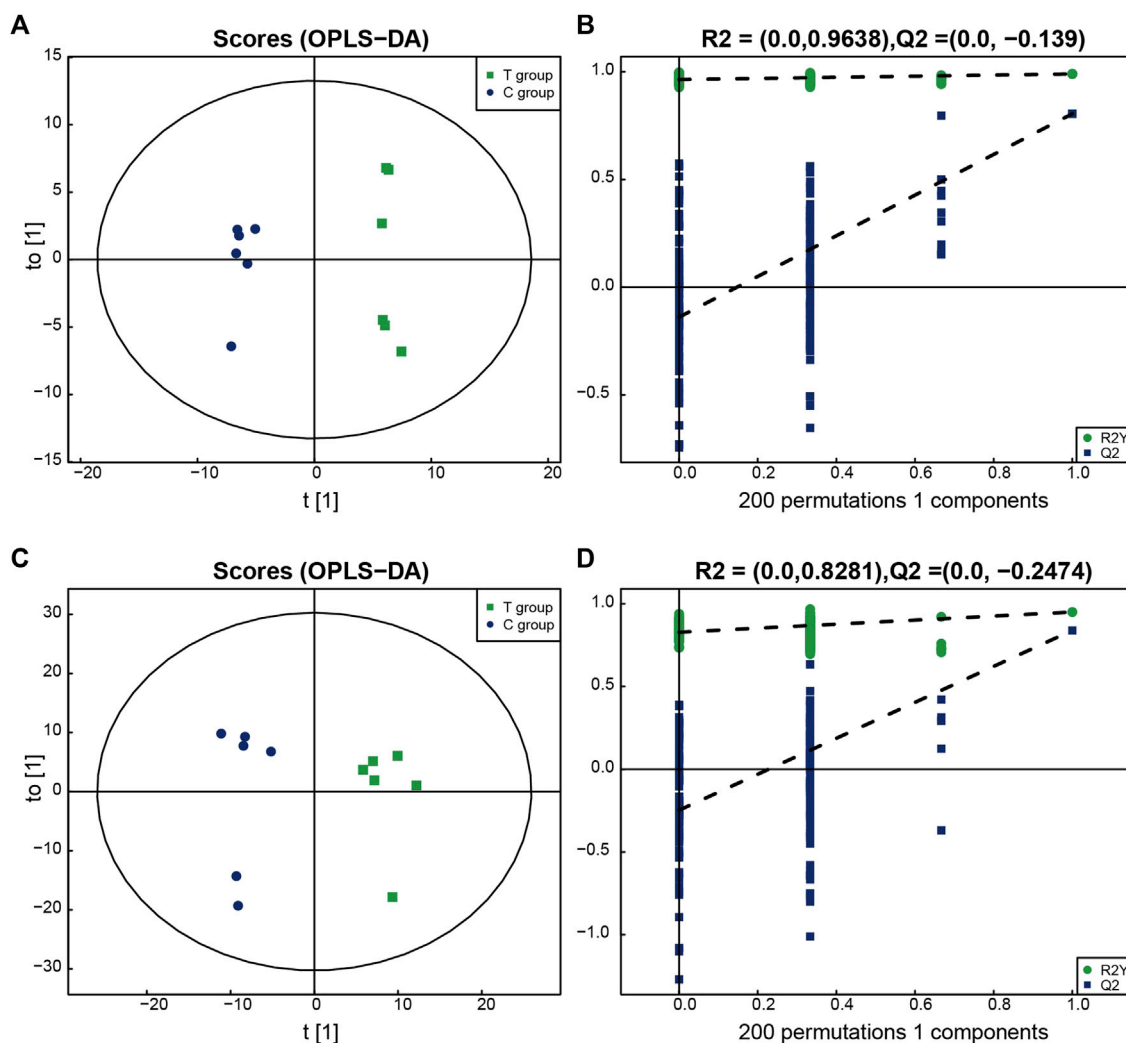 A
Scores (OPLS−DA)
T group
C group
15
10
5
0
−5
−10
−15
to [1]
−20
−10
0
10
20
t [1]
B
R2 = (0.0,0.9638),Q2 =(0.0, −0.139)
1.0
0.5
0.0
−0.5
R2Y
Q2
0.0
0.2
0.4
0.6
0.8
1.0
200 permutations 1 components
C
Scores (OPLS−DA)
T group
C group
30
20
10
0
−10
−20
−30
to [1]
−20
−10
0
10
20
t [1]
D
R2 = (0.0,0.8281),Q2 =(0.0, −0.2474)
1.0
0.5
0.0
−0.5
−1.0
R2Y
Q2
0.0
0.2
0.4
0.6
0.8
1.0
200 permutations 1 components